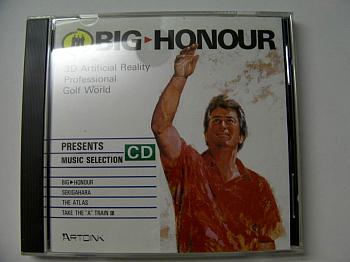 BIG▶HONOUR
3D Artificial Reality
Professional
Golf World
PRESENTS
MUSIC SELECTION CD
BIG▶HONOUR
SEKIGAHARA
THE ATLAS
TAKE THE "A" TRAIN III
ARTDINK